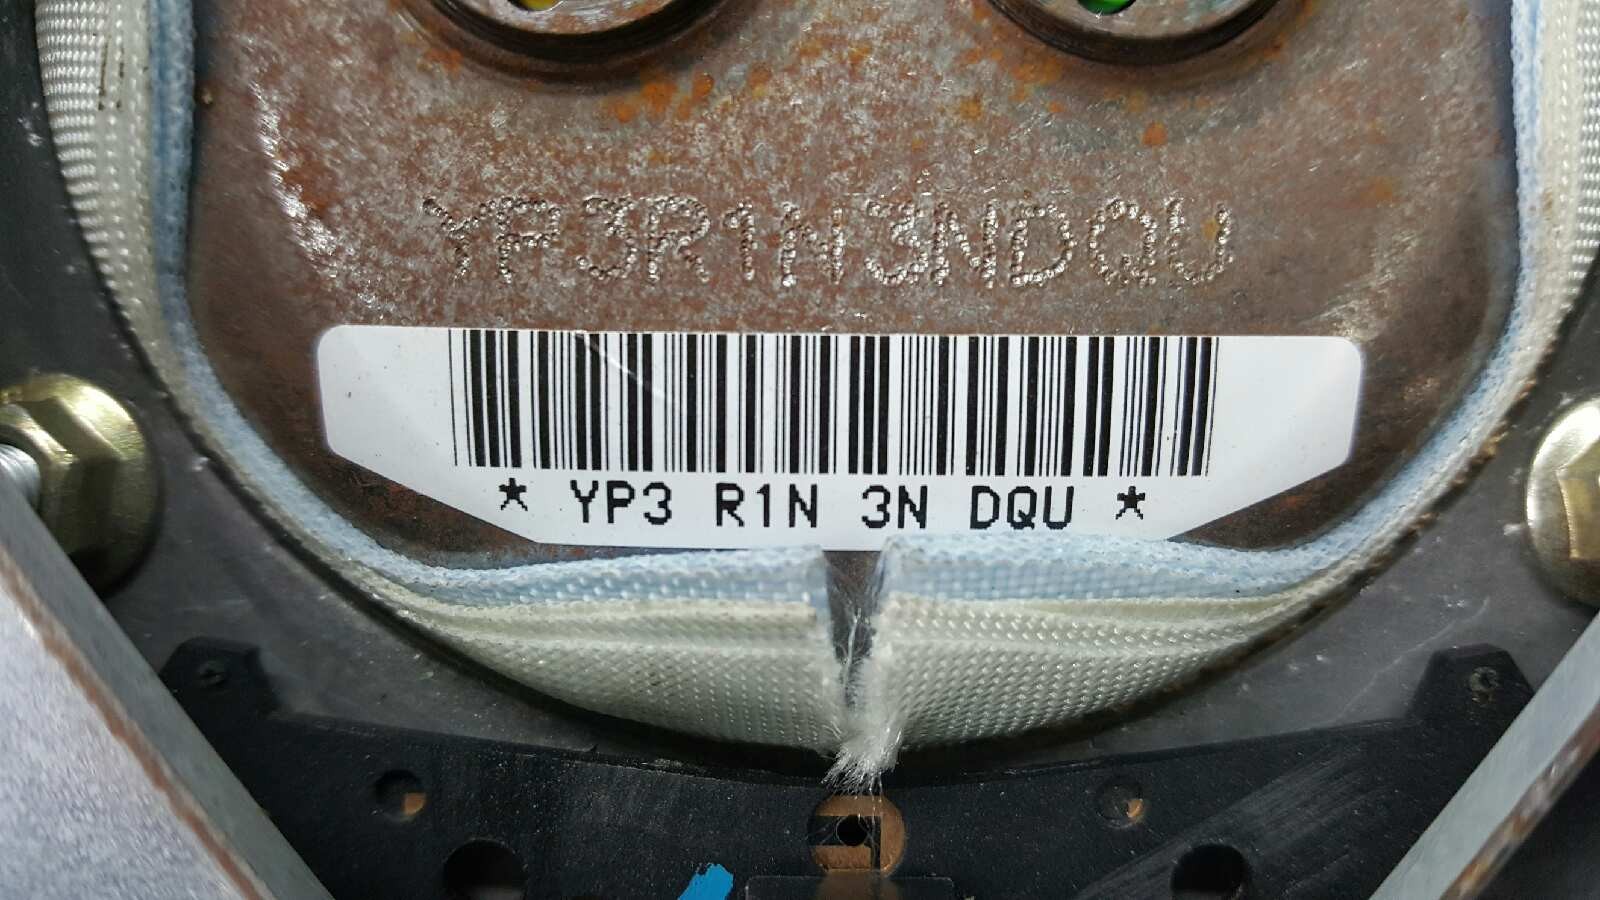 YP3R1N3NDQU
* YP3 R1N 3N DQU *